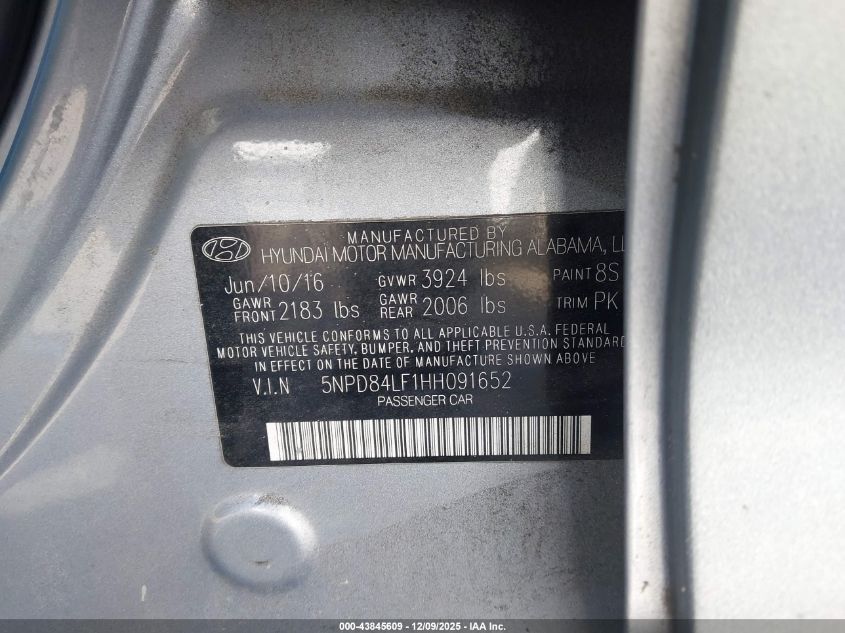 MANUFACTURED BY
HYUNDAI MOTOR MANUFACTURING ALABAMA, LL
Jun/10/16 GVWR 3924 lbs PAINT 8S
GAWR FRONT 2183 lbs GAWR REAR 2006 lbs TRIM PK
THIS VEHICLE CONFORMS TO ALL APPLICABLE U.S.A. FEDERAL
MOTOR VEHICLE SAFETY, BUMPER, AND THEFT PREVENTION STANDARD
IN EFFECT ON THE DATE OF MANUFACTURE SHOWN ABOVE
V.I.N 5NPD84LF1HH091652
PASSENGER CAR
000-43845609 - 12/09/2025 - IAA Inc.